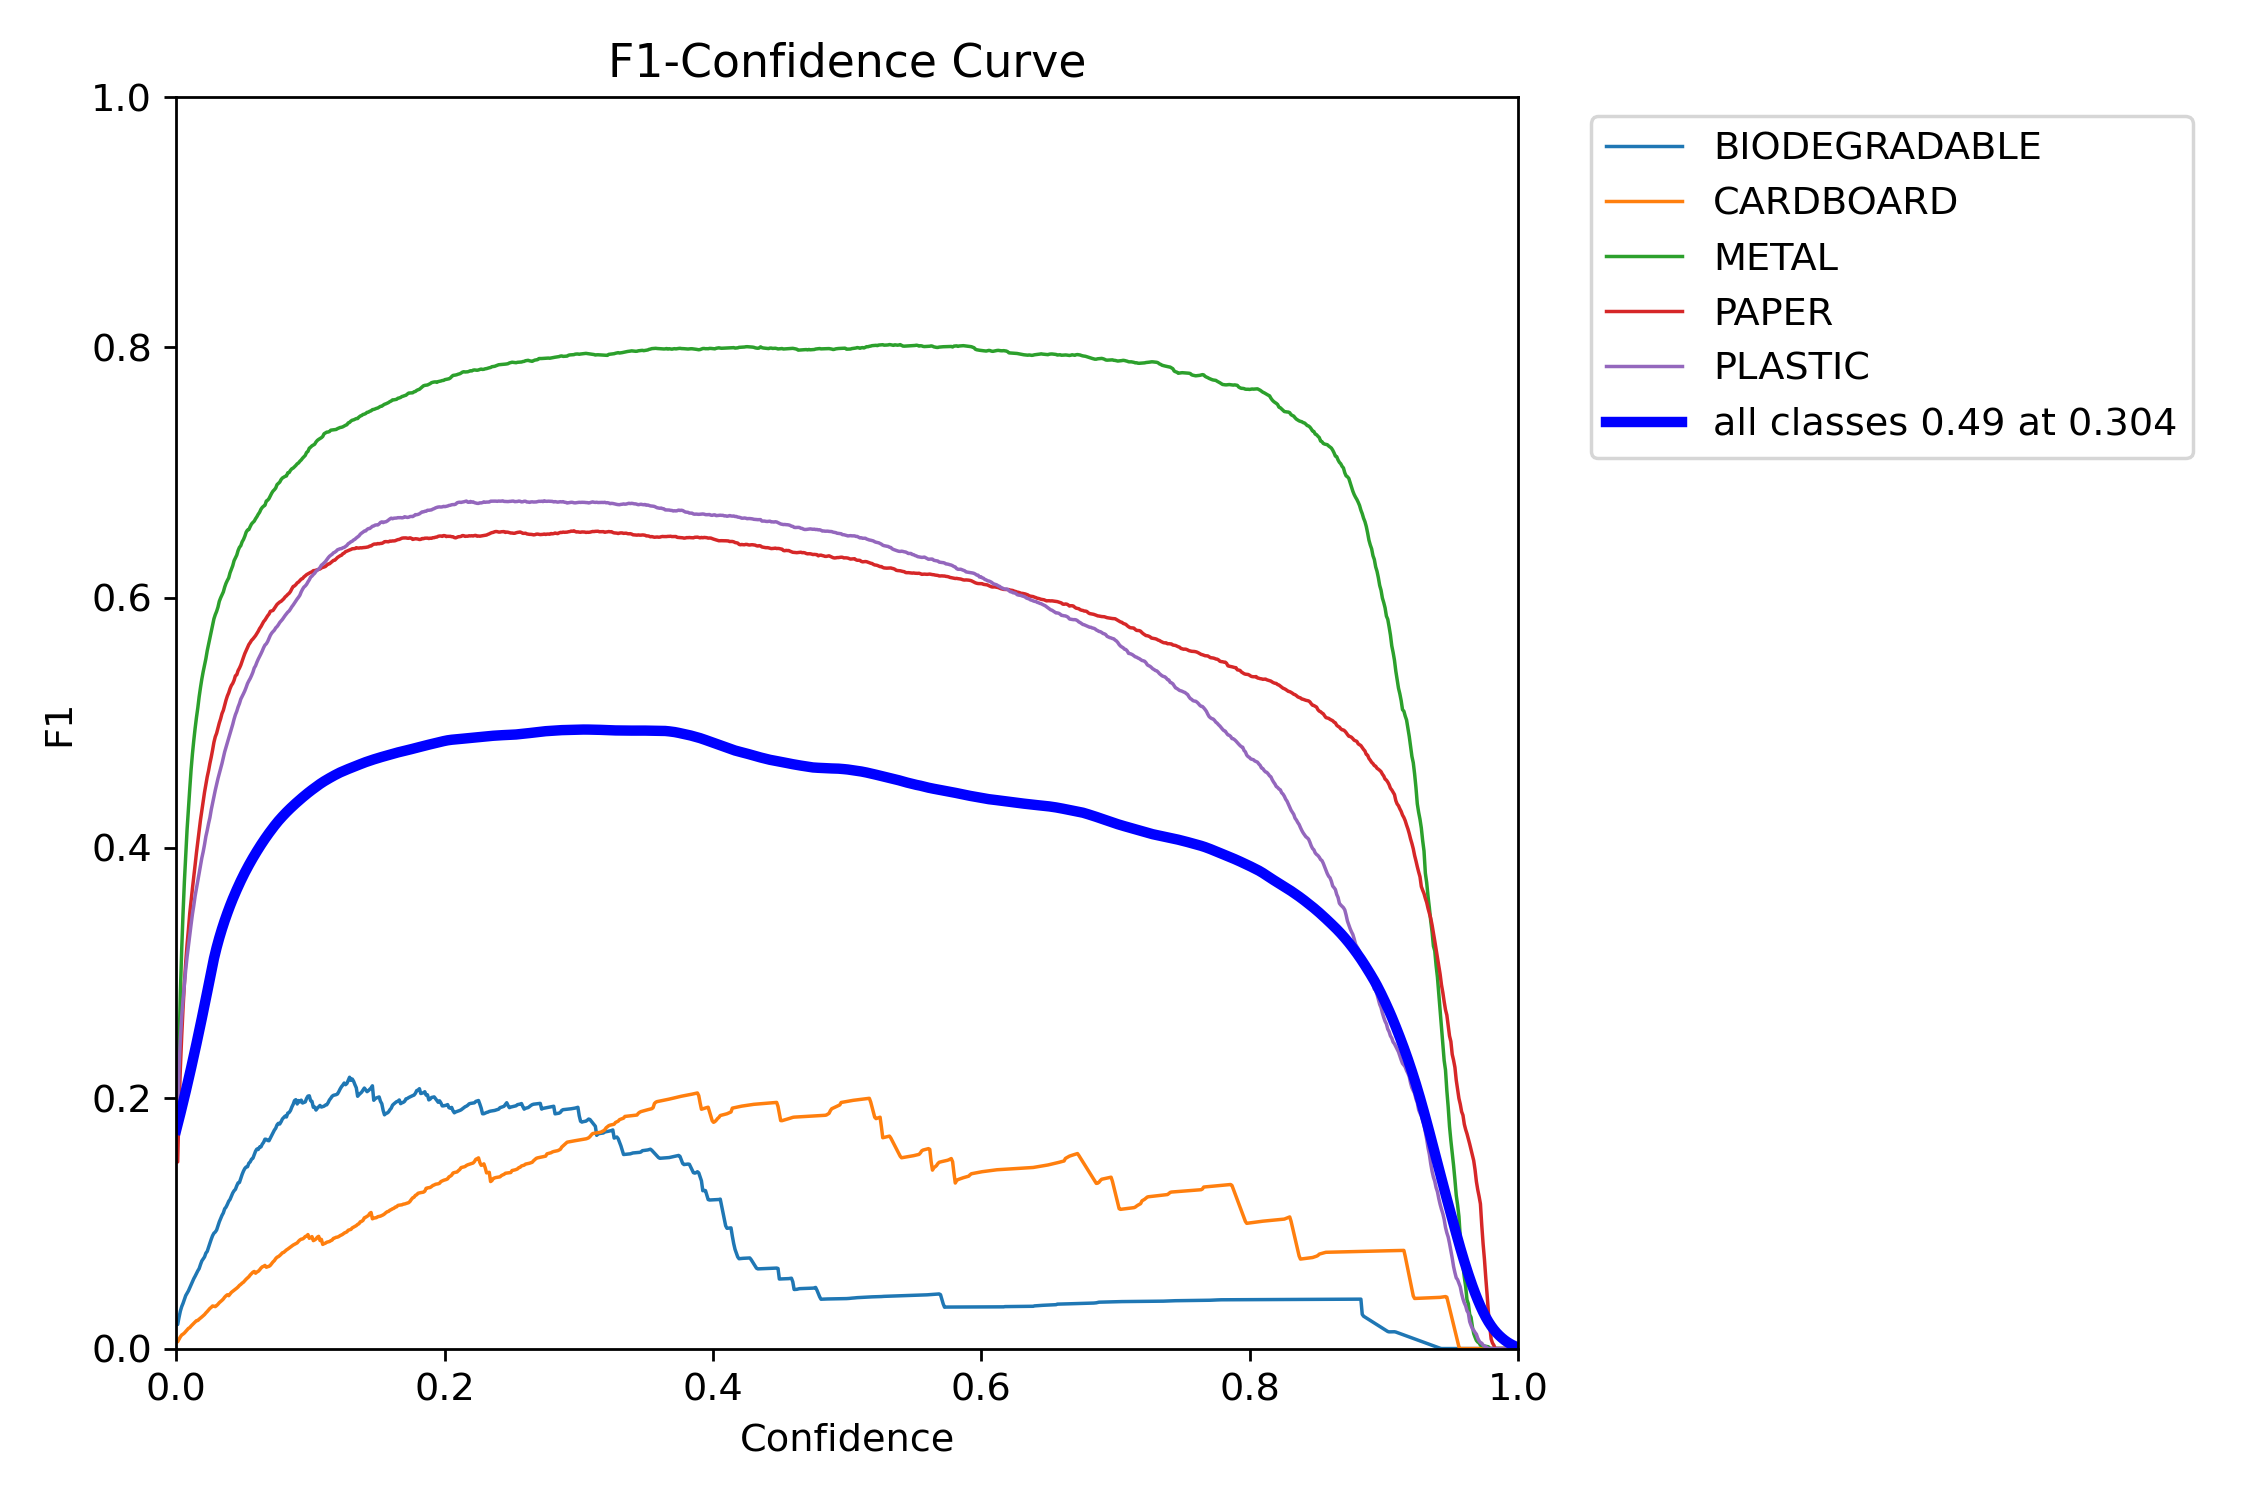 F1-Confidence Curve
1.0
0.8
0.6
0.4
0.2
0.0
F1
0.0 0.2 0.4 0.6 0.8 1.0
Confidence
BIODEGRADABLE
CARDBOARD
METAL
PAPER
PLASTIC
all classes 0.49 at 0.304